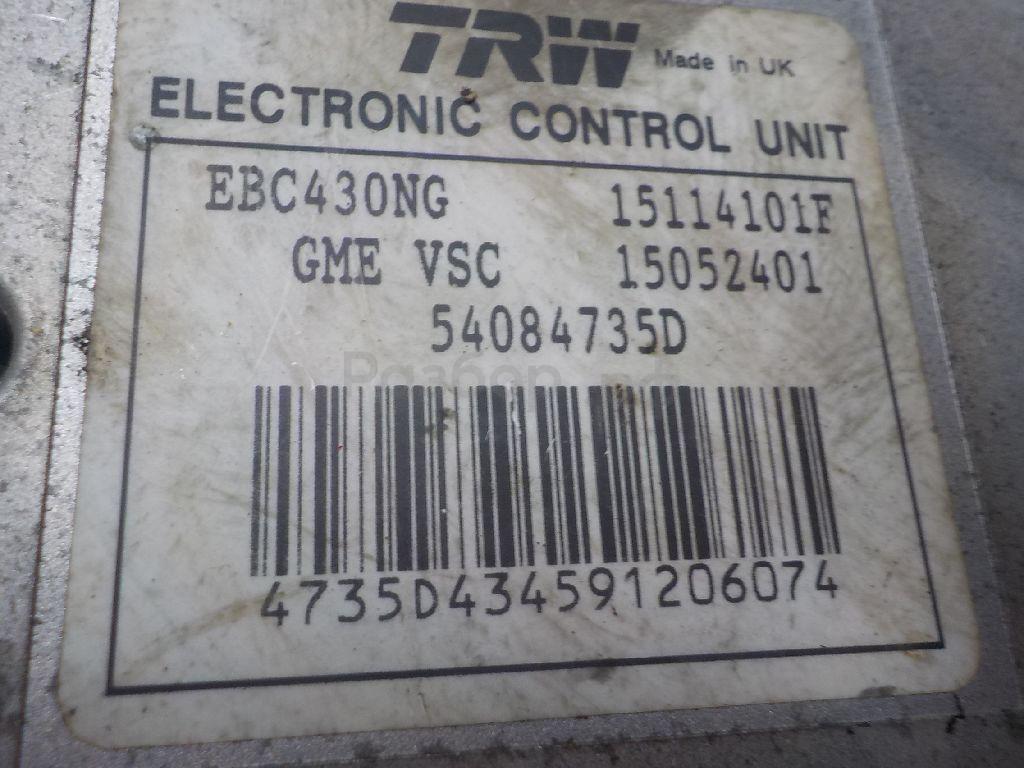 TRW Made in UK
ELECTRONIC CONTROL UNIT
EBC430NG 15114101F
GME VSC 15052401
54084735D
4735D434591206074